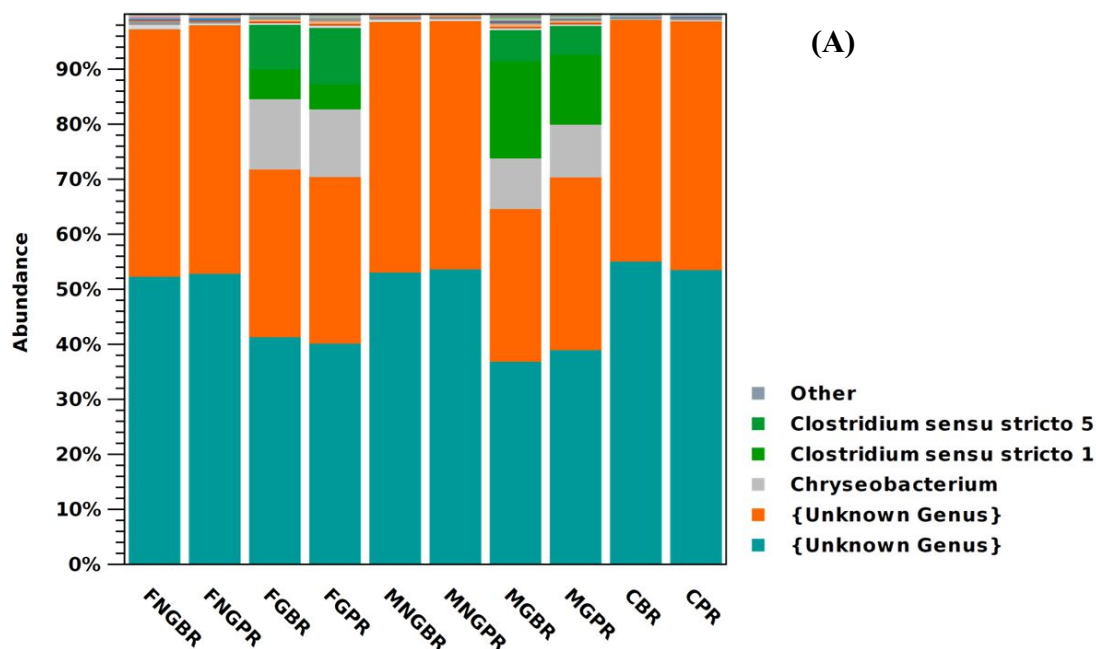 (A)
Abundance
90%
80%
70%
60%
50%
40%
30%
20%
10%
0%
FNGBR
FNGPR
FGBR
FGPR
MNGBR
MNGPR
MGBR
MGPR
CBR
CPR
Other
Clostridium sensu stricto 5
Clostridium sensu stricto 1
Chryseobacterium
{Unknown Genus}
{Unknown Genus}